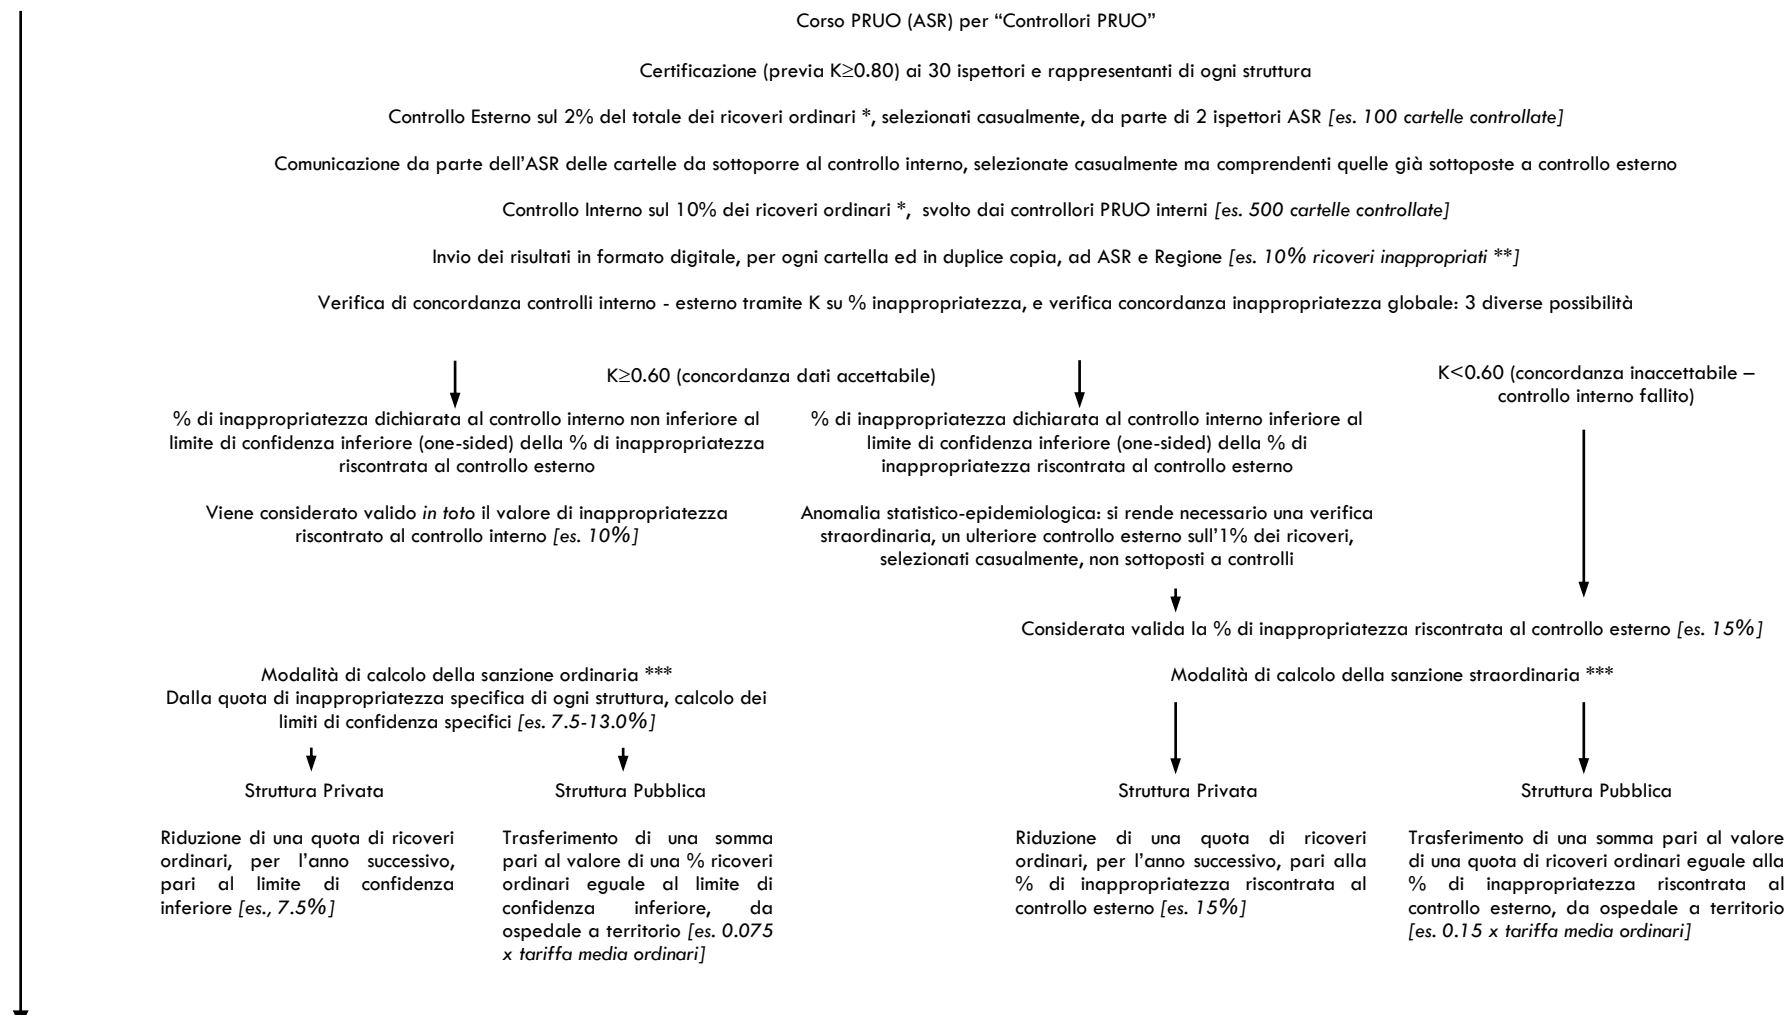 Corso PRUO (ASR) per “Controllori PRUO”
Certificazione (previa K≥0.80) ai 30 ispettori e rappresentanti di ogni struttura
Controllo Esterno sul 2% del totale dei ricoveri ordinari *, selezionati casualmente, da parte di 2 ispettori ASR [es. 100 cartelle controllate]
Comunicazione da parte dell’ASR delle cartelle da sottoporre al controllo interno, selezionate casualmente ma comprendenti quelle già sottoposte a controllo esterno
Controllo Interno sul 10% dei ricoveri ordinari *, svolto dai controllori PRUO interni [es. 500 cartelle controllate]
Invio dei risultati in formato digitale, per ogni cartella ed in duplice copia, ad ASR e Regione [es. 10% ricoveri inappropriati **]
Verifica di concordanza controlli interno - esterno tramite K su % inappropriatezza, e verifica concordanza inappropriatezza globale: 3 diverse possibilità
K≥0.60 (concordanza dati accettabile)
K<0.60 (concordanza inaccettabile –
controllo interno fallito)
% di inappropriatezza dichiarata al controllo interno non inferiore al
limite di confidenza inferiore (one-sided) della % di inappropriatezza
riscontrata al controllo esterno
% di inappropriatezza dichiarata al controllo interno inferiore al
limite di confidenza inferiore (one-sided) della % di
inappropriatezza riscontrata al controllo esterno
Viene considerato valido in toto il valore di inappropriatezza
riscontrato al controllo interno [es. 10%]
Anomalia statistico-epidemiologica: si rende necessario una verifica
straordinaria, un ulteriore controllo esterno sull’1% dei ricoveri,
selezionati casualmente, non sottoposti a controlli
Considerata valida la % di inappropriatezza riscontrata al controllo esterno [es. 15%]
Modalità di calcolo della sanzione ordinaria ***
Dalla quota di inappropriatezza specifica di ogni struttura, calcolo dei
limiti di confidenza specifici [es. 7.5-13.0%]
Modalità di calcolo della sanzione straordinaria ***
Struttura Privata
Riduzione di una quota di ricoveri
ordinari, per l’anno successivo,
pari al limite di confidenza
inferiore [es., 7.5%]
Struttura Pubblica
Trasferimento di una somma
pari al valore di una % ricoveri
ordinari eguale al limite di
confidenza inferiore, da
ospedale a territorio [es. 0.075
x tariffa media ordinari]
Struttura Privata
Riduzione di una quota di ricoveri
ordinari, per l’anno successivo, pari alla
% di inappropriatezza riscontrata al
controllo esterno [es. 15%]
Struttura Pubblica
Trasferimento di una somma pari al valore
di una quota di ricoveri ordinari eguale alla
% di inappropriatezza riscontrata al
controllo esterno, da ospedale a territorio
[es. 0.15 x tariffa media ordinari]